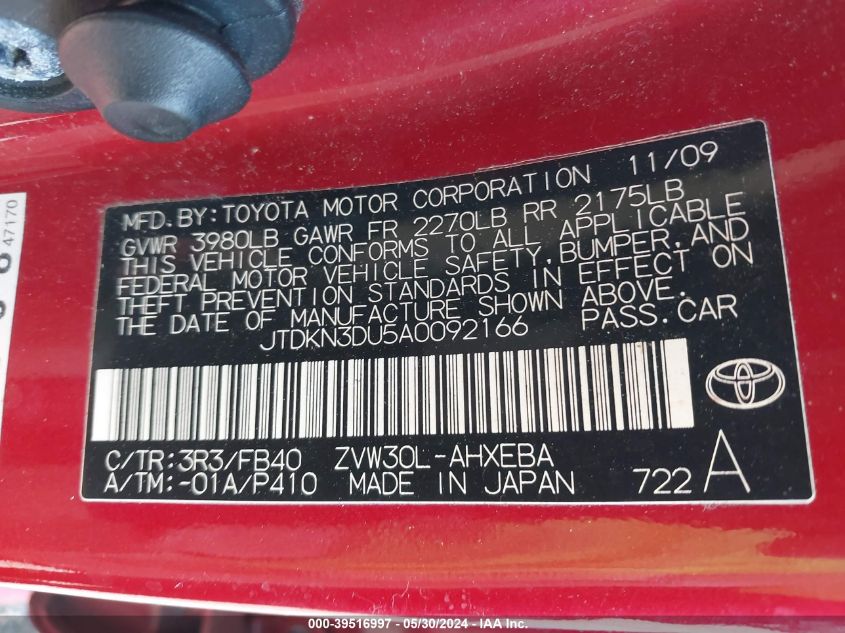 MFD.BY:TOYOTA MOTOR CORPORATION 11/09
GVWR 3980LB GAWR FR 2270LB RR 2175LB
THIS VEHICLE CONFORMS TO ALL APPLICABLE
FEDERAL MOTOR VEHICLE SAFETY,BUMPER,AND
THEFT PREVENTION STANDARDS IN EFFECT ON
THE DATE OF MANUFACTURE SHOWN ABOVE.
JTDKN3DU5A0092166 PASS.CAR
C/TR:3R3/FB40 ZVW30L-AHXEBA
A/TM:-01A/P410 MADE IN JAPAN 722 A
47170
000-39516997 - 05/30/2024 - IAAI.com